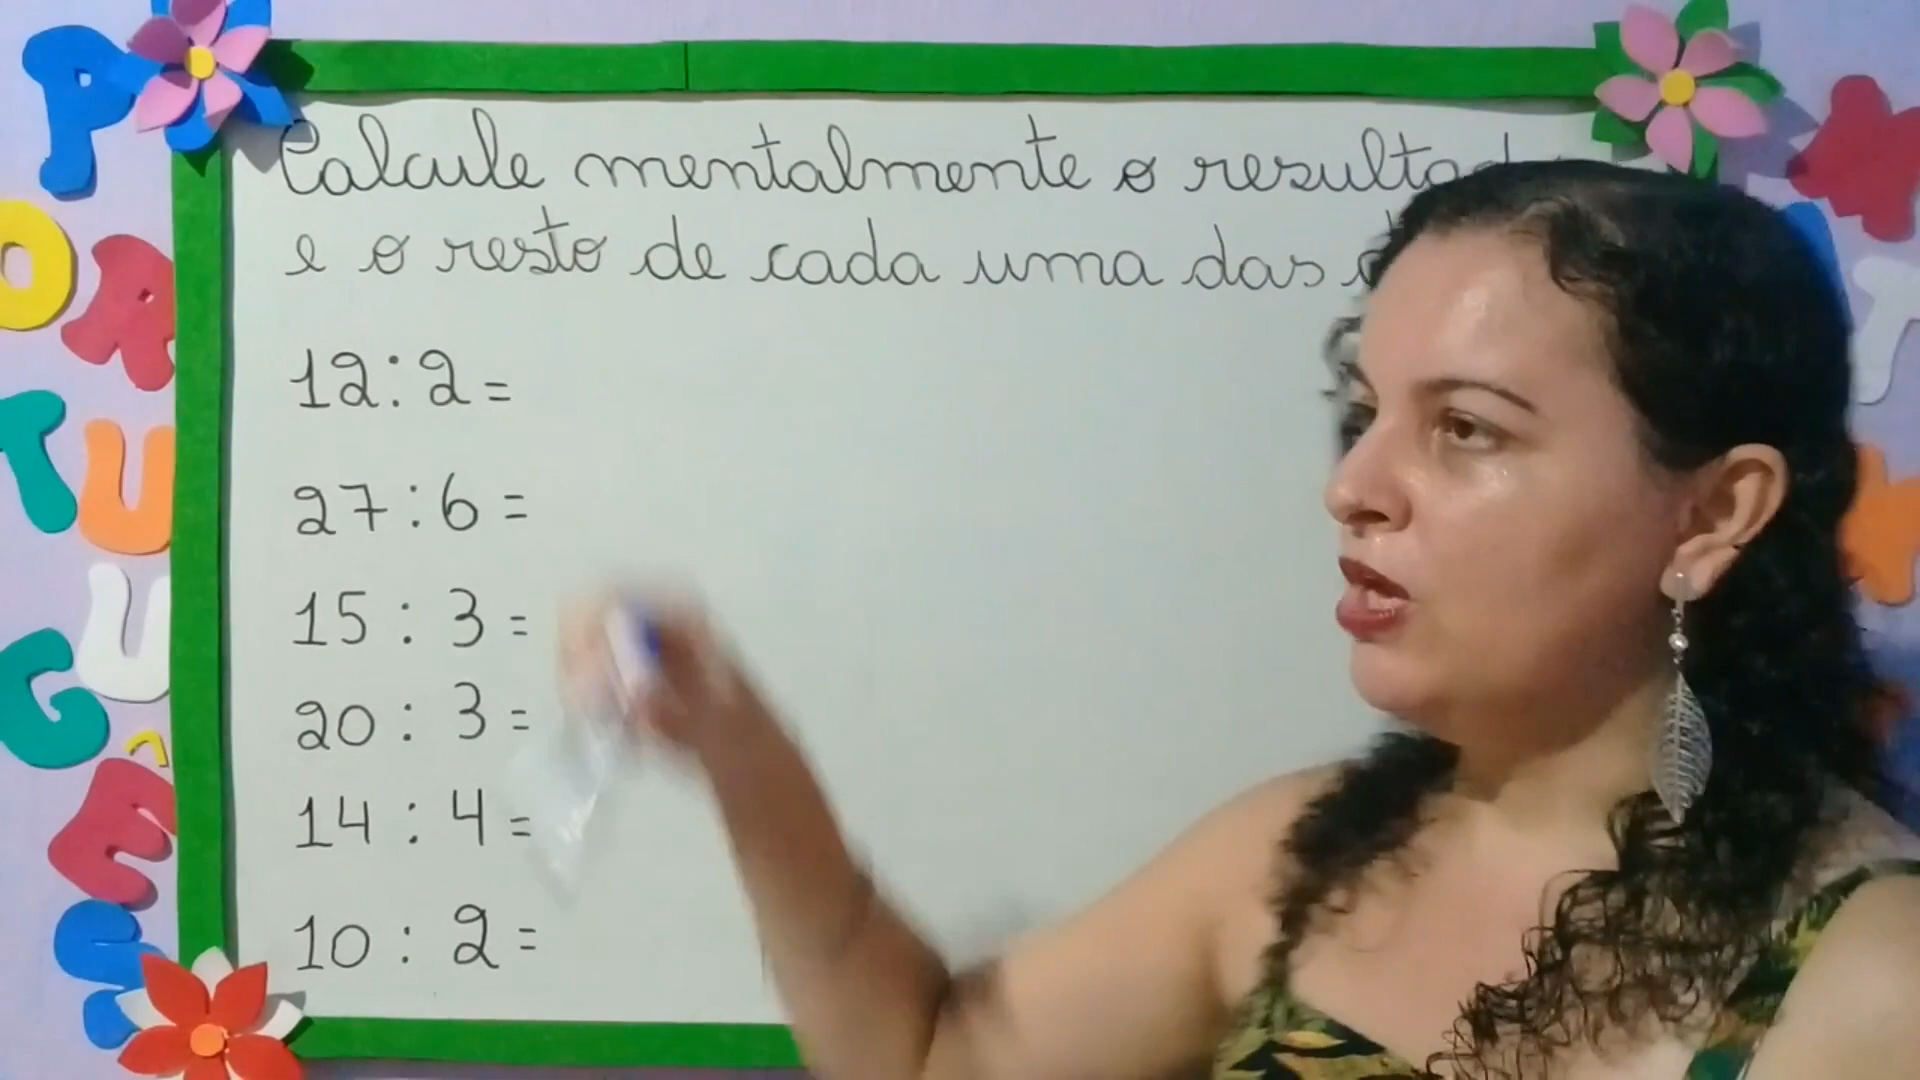 Calcule mentalmente o resultado
e o resto de cada uma das
12:2=
27:6=
15:3=
20:3=
14:4=
10:2=
PORTUGUÊS